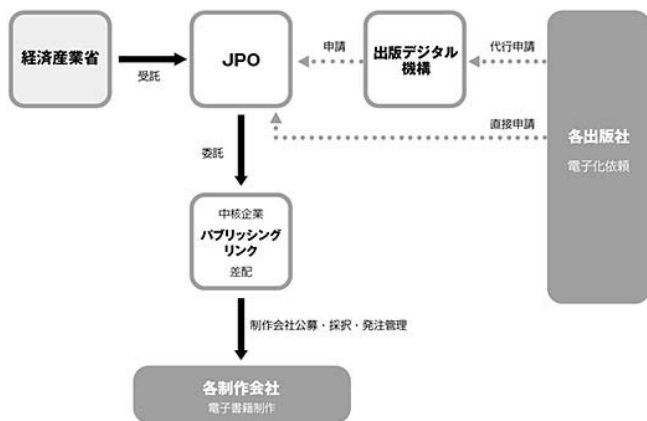 経済産業省
受託
JPO
申請
出版デジタル
機構
代行申請
直接申請
各出版社
電子化依頼
委託
中核企業
パブリッシング
リンク
差配
制作会社公募・採択・発注管理
各制作会社
電子書籍制作